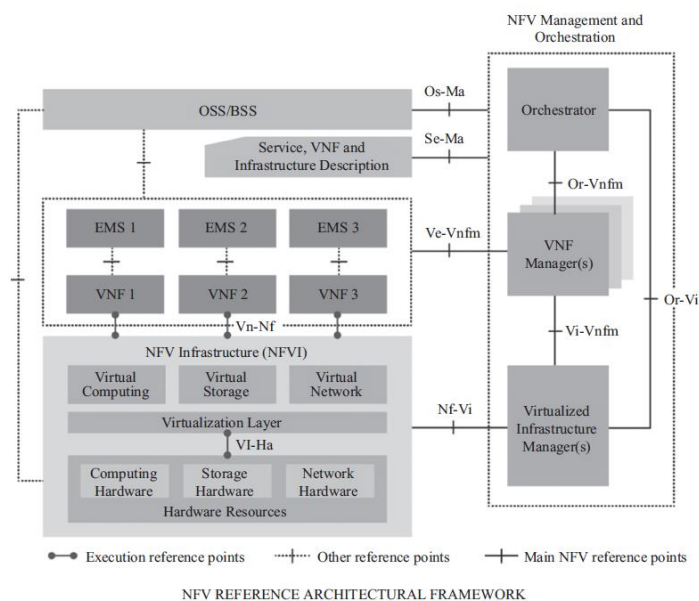 NFV Management and
Orchestration
Os-Ma
OSS/BSS
Orchestrator
Se-Ma
Service, VNF and
Infrastructure Description
Or-Vnfm
EMS 1 EMS 2 EMS 3
Ve-Vnfm
VNF
Manager(s)
VNF 1 VNF 2 VNF 3
Or-Vi
Vn-Nf
Vi-Vnfm
NFV Infrastructure (NFVI)
Virtual
Computing
Virtual
Storage
Virtual
Network
Nf-Vi
Virtualized
Infrastructure
Manager(s)
Virtualization Layer
VI-Ha
Computing
Hardware
Storage
Hardware
Network
Hardware
Hardware Resources
Execution reference points Other reference points Main NFV reference points
NFV REFERENCE ARCHITECTURAL FRAMEWORK